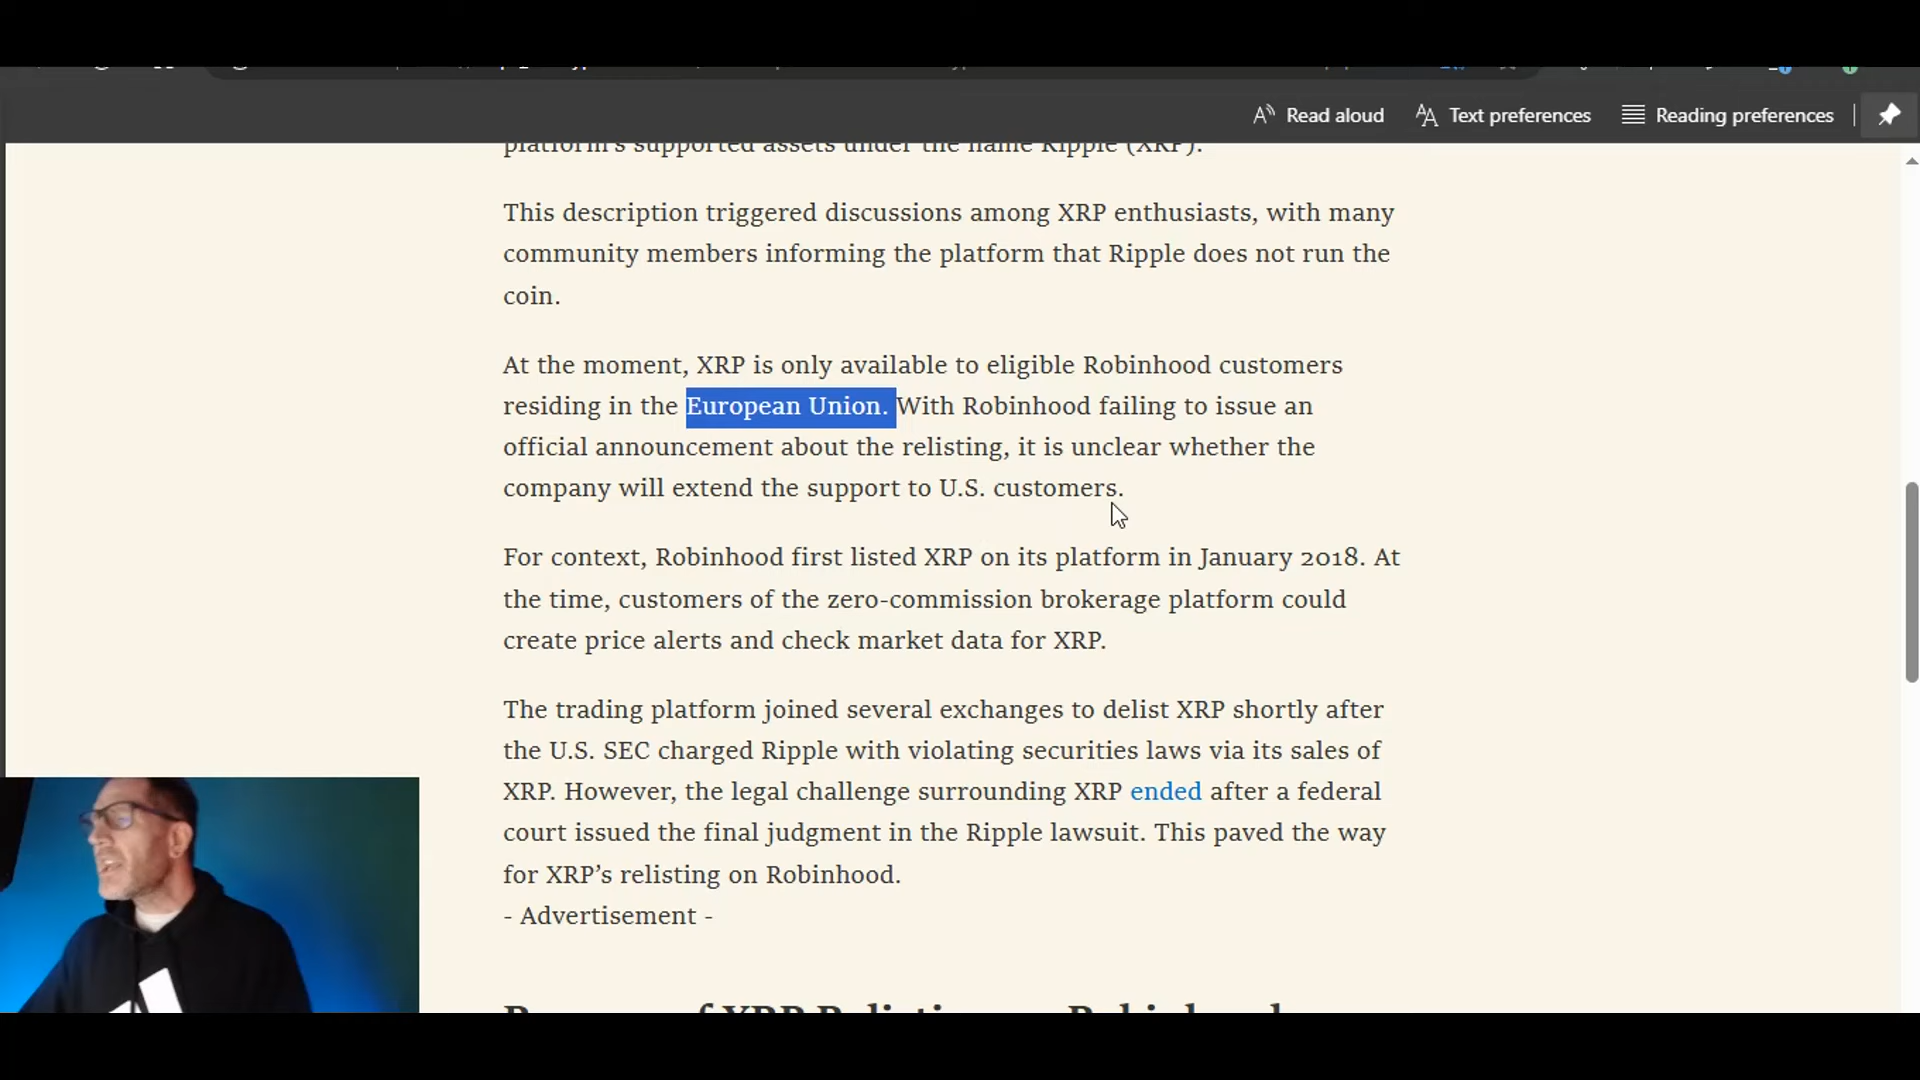 Read aloud
Text preferences
Reading preferences
platform's supported assets under the name Ripple (XRP).
This description triggered discussions among XRP enthusiasts, with many
community members informing the platform that Ripple does not run the
coin.
At the moment, XRP is only available to eligible Robinhood customers
residing in the European Union. With Robinhood failing to issue an
official announcement about the relisting, it is unclear whether the
company will extend the support to U.S. customers.
For context, Robinhood first listed XRP on its platform in January 2018. At
the time, customers of the zero-commission brokerage platform could
create price alerts and check market data for XRP.
The trading platform joined several exchanges to delist XRP shortly after
the U.S. SEC charged Ripple with violating securities laws via its sales of
XRP. However, the legal challenge surrounding XRP ended after a federal
court issued the final judgment in the Ripple lawsuit. This paved the way
for XRP’s relisting on Robinhood.
- Advertisement -
of XRP Relisting Robinhood